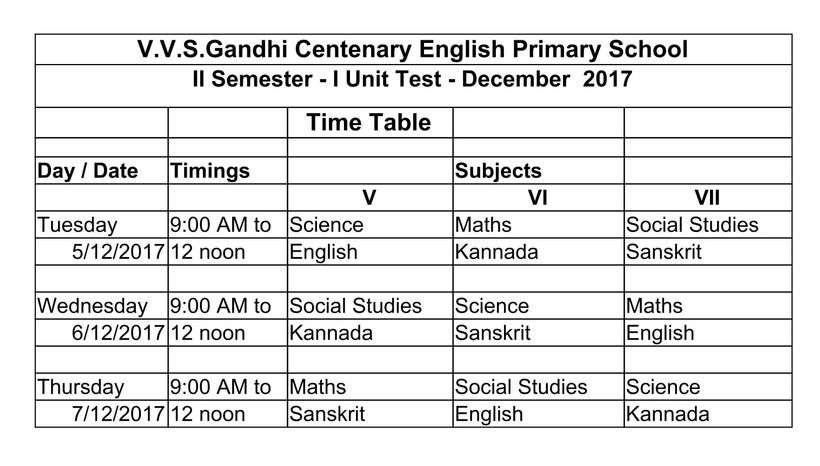 V.V.S.Gandhi Centenary English Primary School
II Semester - I Unit Test - December  2017
Time Table
Day / Date Timings Subjects
V VI VII
Tuesday 9:00 AM to Science Maths Social Studies
5/12/2017 12 noon English Kannada Sanskrit
Wednesday 9:00 AM to Social Studies Science Maths
6/12/2017 12 noon Kannada Sanskrit English
Thursday 9:00 AM to Maths Social Studies Science
7/12/2017 12 noon Sanskrit English Kannada